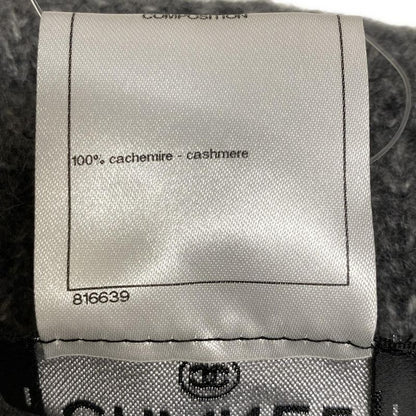 COMPOSITION
100% cachemire - cashmere
816639